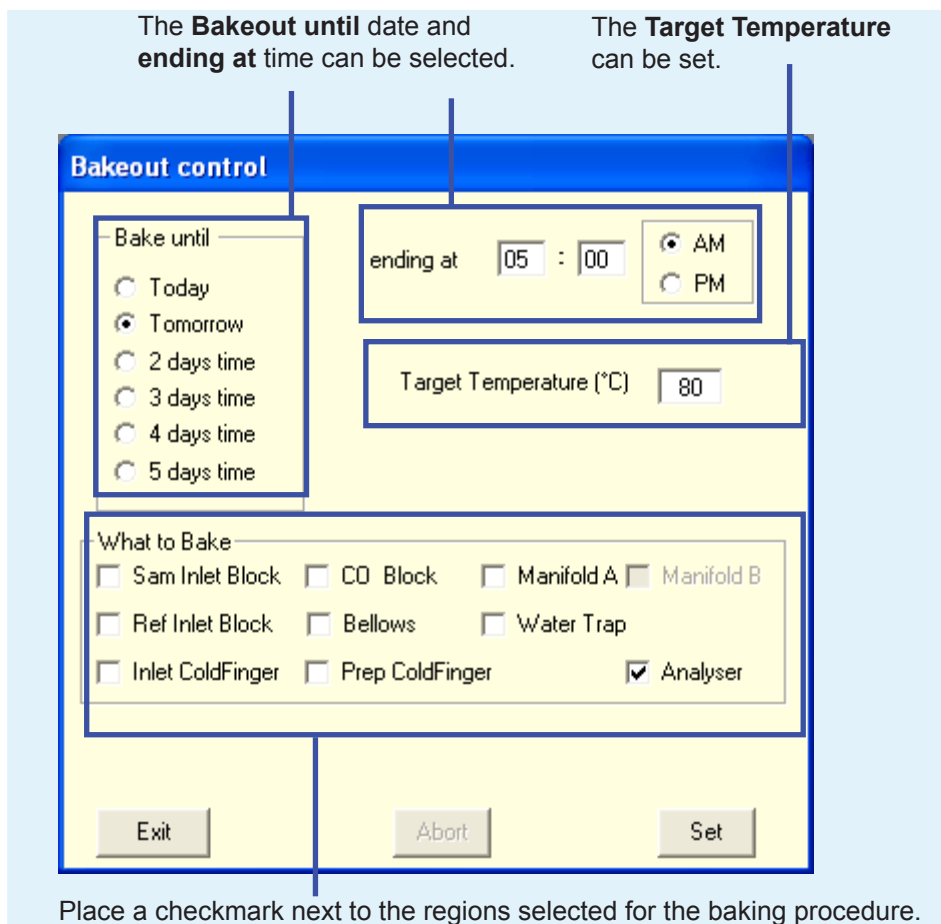 The Bakeout until date and
ending at time can be selected.
The Target Temperature
can be set.
Bakeout control
Bake until
Today
Tomorrow
2 days time
3 days time
4 days time
5 days time
ending at 05 : 00
AM
PM
Target Temperature (°C) 80
What to Bake
Sam Inlet Block CO Block Manifold A Manifold B
Ref Inlet Block Bellows Water Trap
Inlet ColdFinger Prep ColdFinger Analyser
Exit Abort Set
Place a checkmark next to the regions selected for the baking procedure.